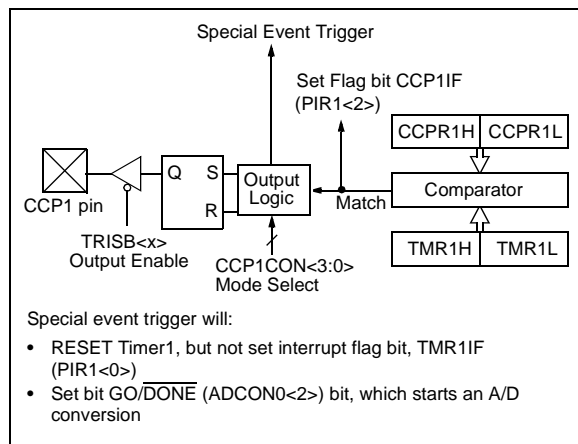 Special Event Trigger
Set Flag bit CCP1IF
(PIR1<2>)
CCPR1H CCPR1L
Q S
R
Output
Logic
Match
Comparator
CCP1 pin
TRISB<x>
Output Enable
CCP1CON<3:0>
Mode Select
TMR1H TMR1L
Special event trigger will:
• RESET Timer1, but not set interrupt flag bit, TMR1IF
(PIR1<0>)
• Set bit GO/D̅O̅N̅E̅ (ADCON0<2>) bit, which starts an A/D
conversion